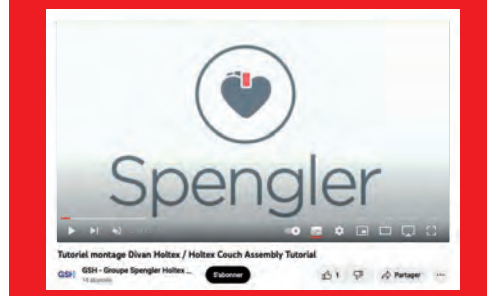 Spengler
Tutoriel montage Divan Holtex / Holtex Couch Assembly Tutorial
GSH
GSH - Groupe Spengler Holtex ...
S'abonner
1
Partager
...